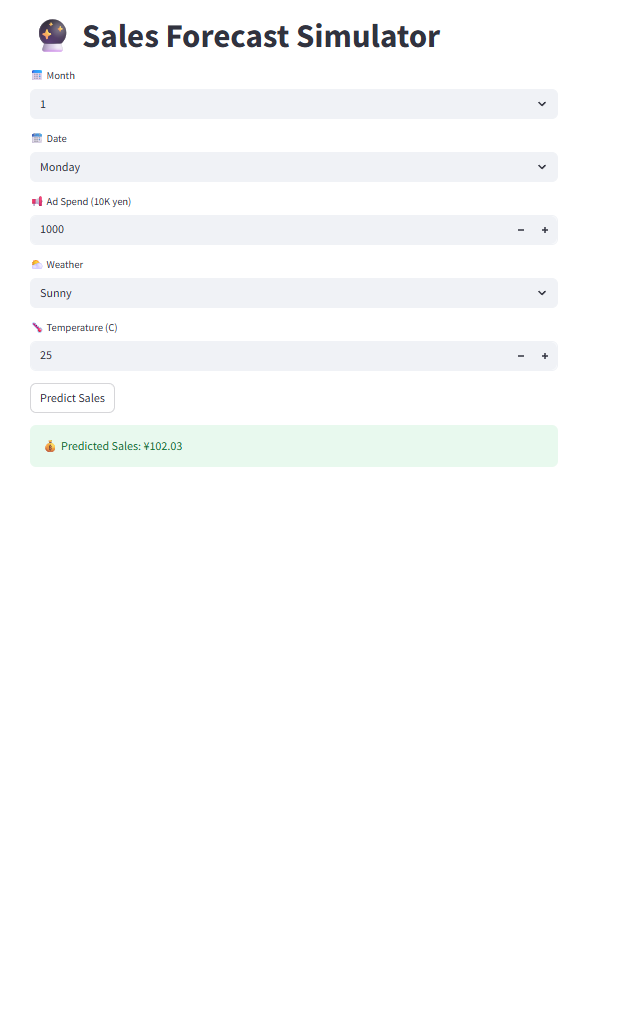 Sales Forecast Simulator
Month
1
Date
Monday
Ad Spend (10K yen)
1000
Weather
Sunny
Temperature (C)
25
Predict Sales
Predicted Sales: ¥102.03